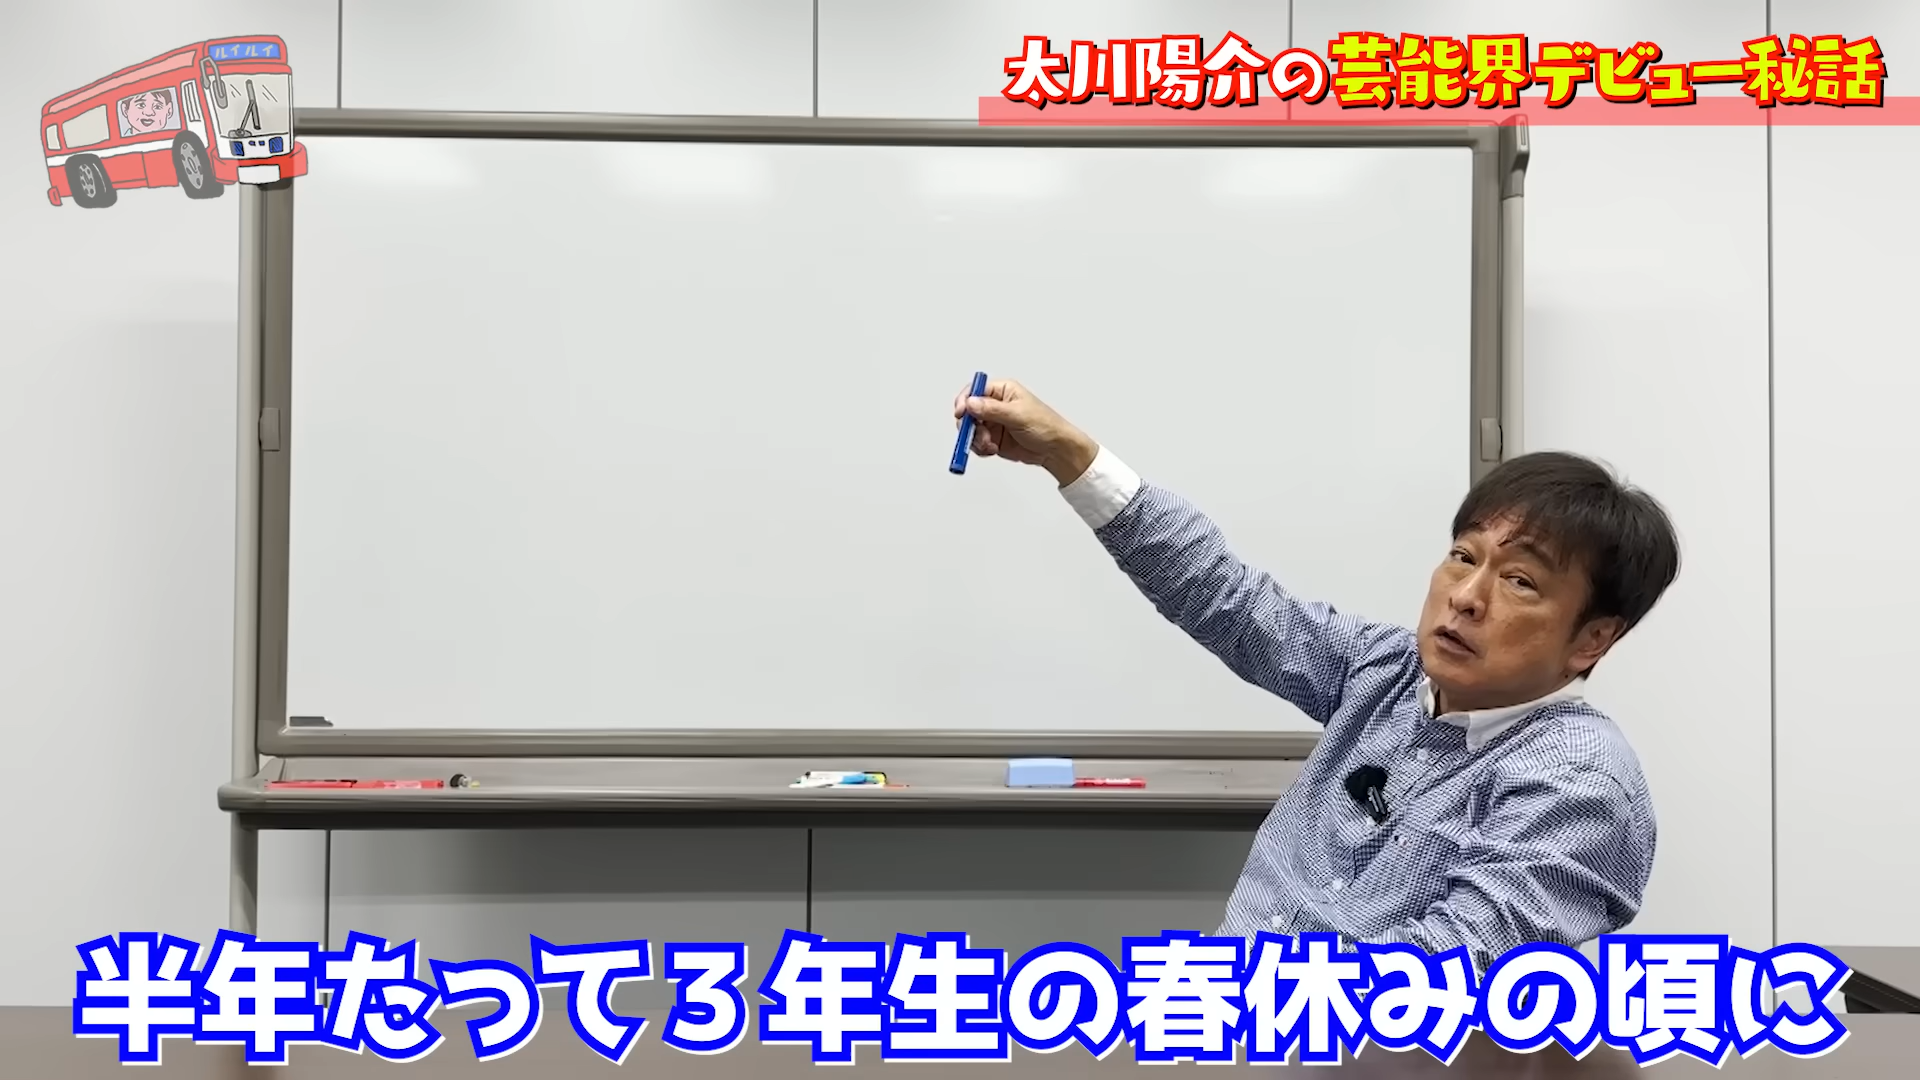 ルイルイ
太川陽介の芸能界デビュー秘話
半年たって3年生の春休みの頃に